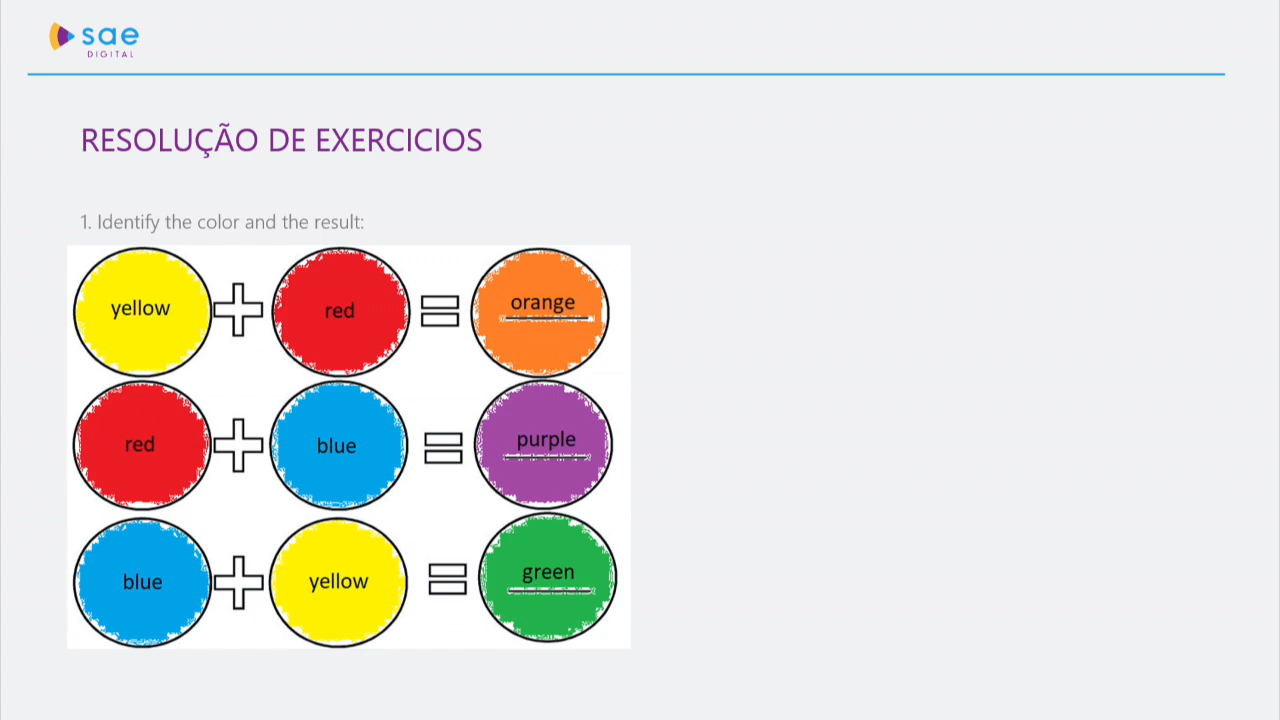 sae
DIGITAL
RESOLUÇÃO DE EXERCICIOS
1. Identify the color and the result:
yellow + red = orange
red + blue = purple
blue + yellow = green